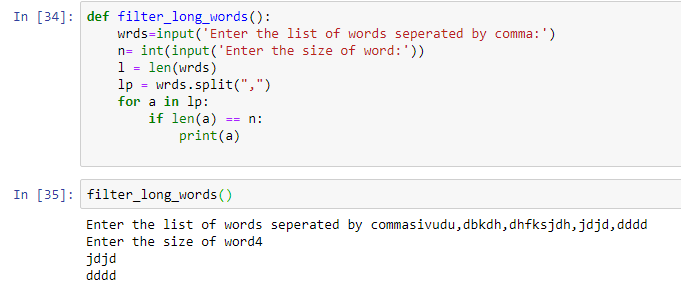 In [34]: def filter_long_words():
    wrds=input('Enter the list of words seperated by comma:')
    n= int(input('Enter the size of word:'))
    l = len(wrds)
    lp = wrds.split(",")
    for a in lp:
        if len(a) == n:
            print(a)
In [35]: filter_long_words()
Enter the list of words seperated by commasivudu,dbkdh,dhfksjdh,jdjd,dddd
Enter the size of word4
jdjd
dddd